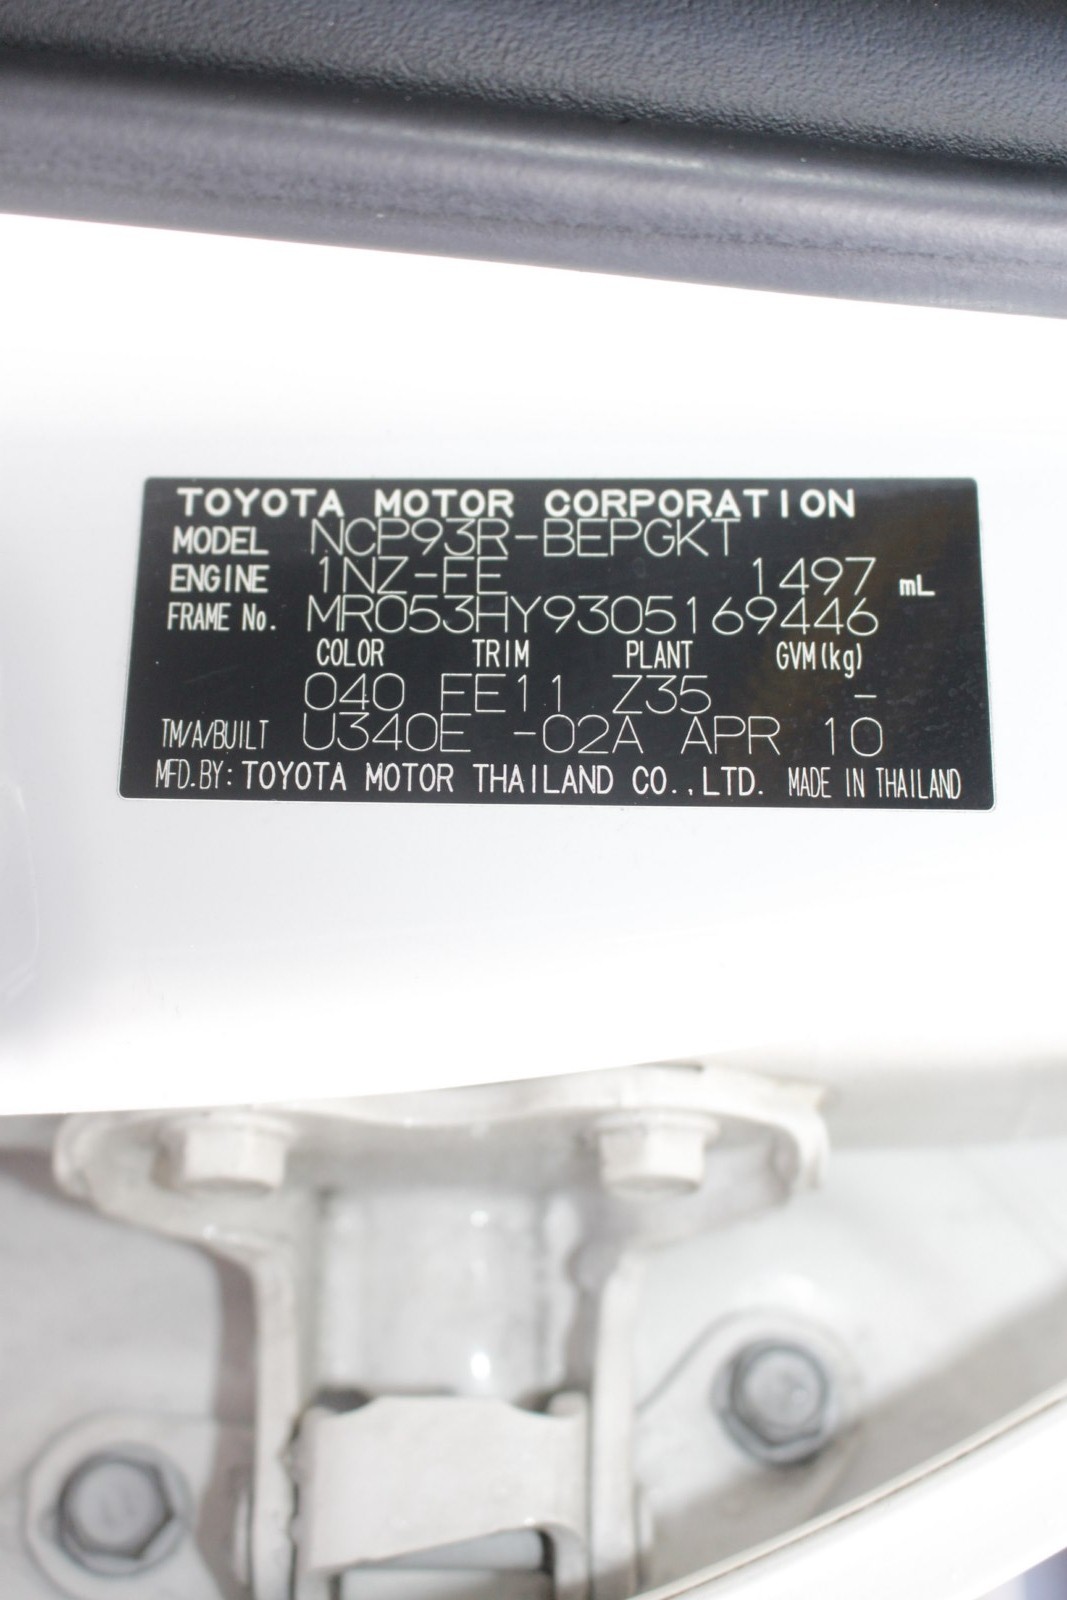 TOYOTA MOTOR CORPORATION
MODEL NCP93R-BEPGKT
ENGINE 1NZ-FE 1497 mL
FRAME No. MR053HY9305169446
COLOR TRIM PLANT GVM(kg)
040 FE11 Z35 -
TM/A/BUILT U340E -02A APR 10
MFD.BY: TOYOTA MOTOR THAILAND CO.,LTD. MADE IN THAILAND